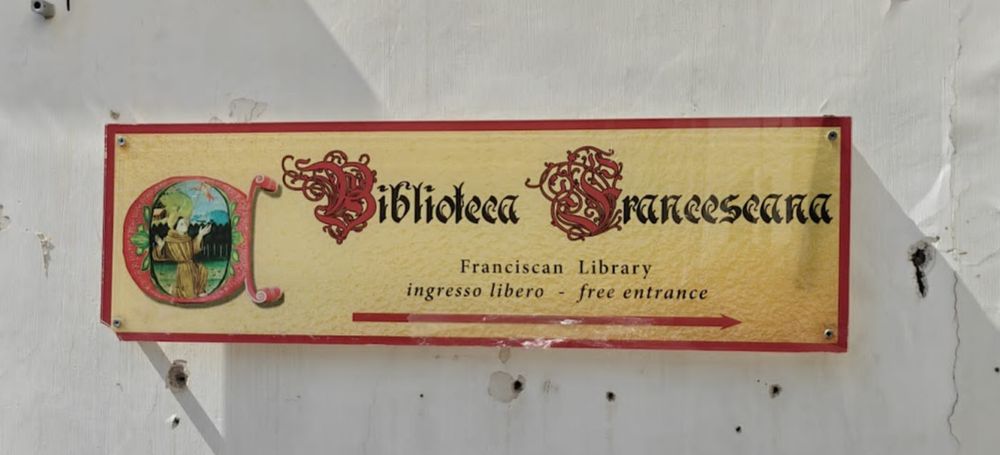 Biblioteca Francescana
Franciscan Library
ingresso libero - free entrance